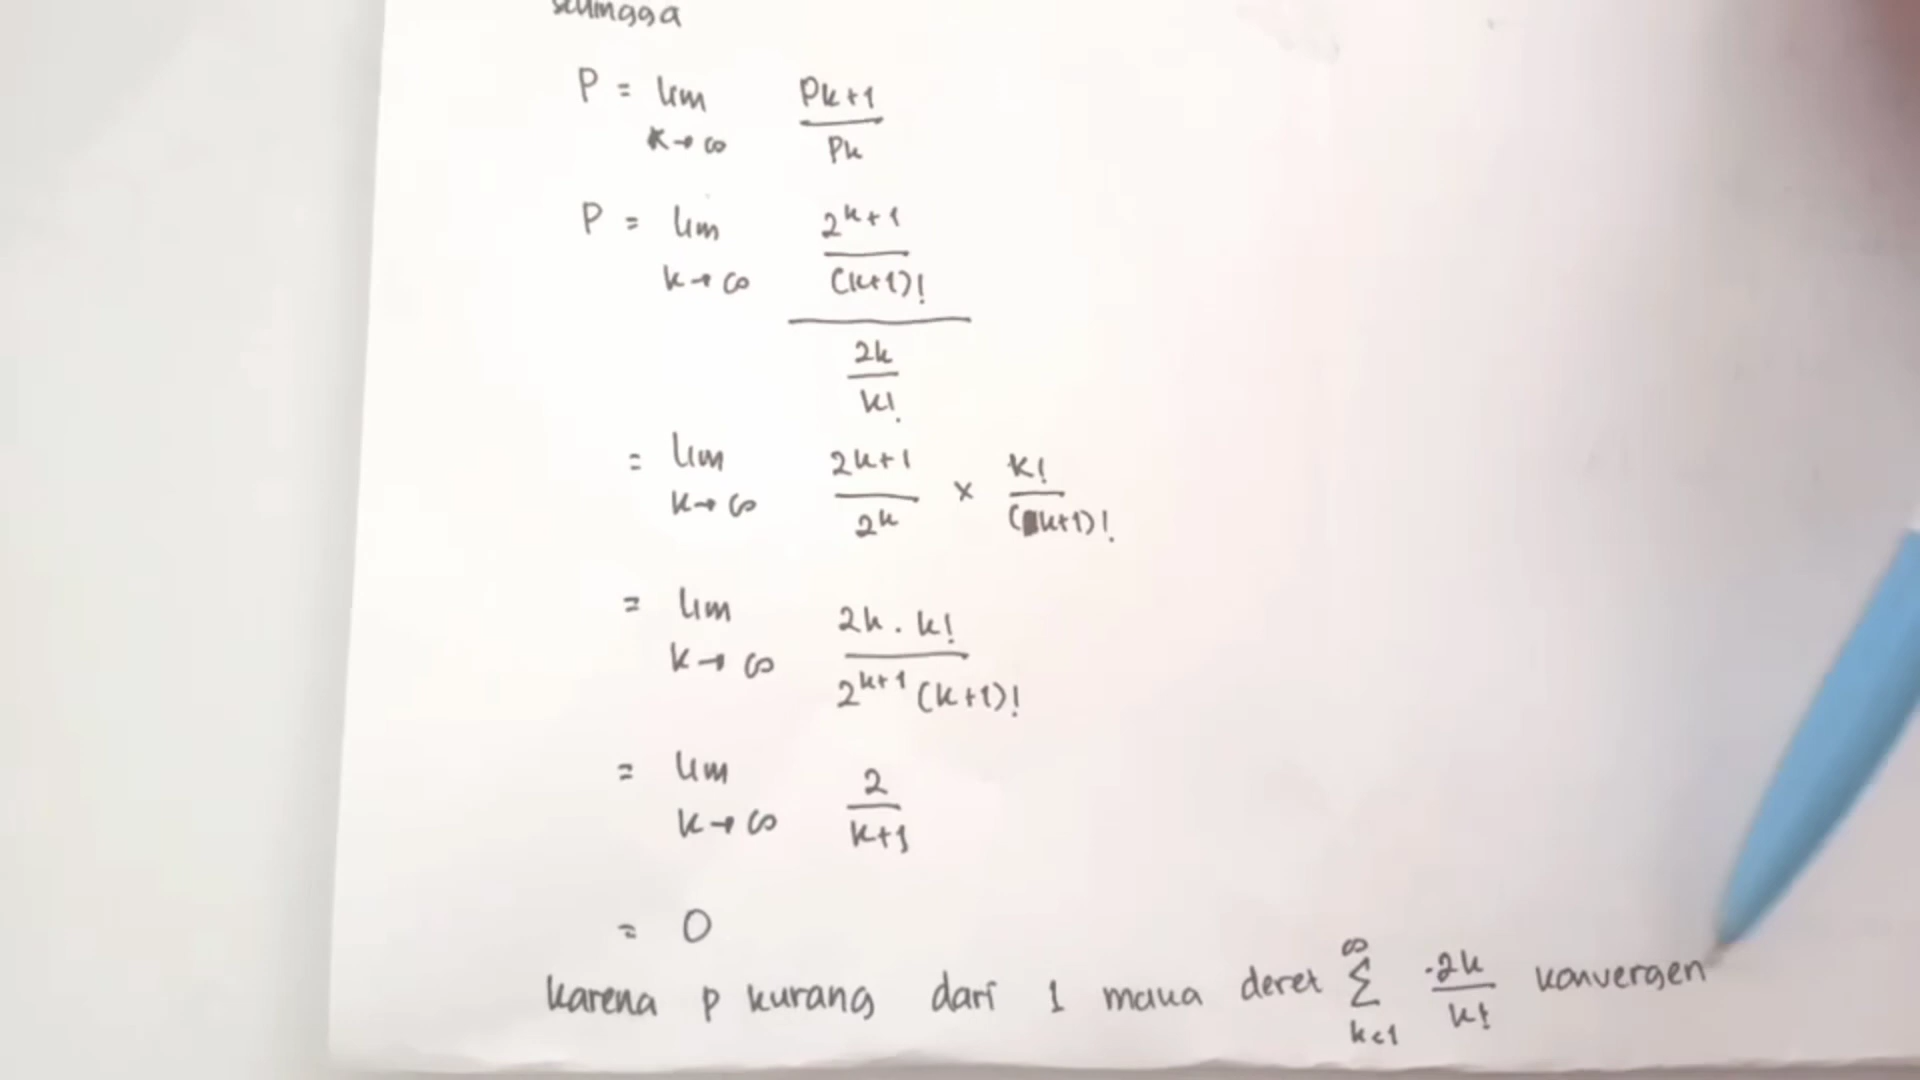 sehingga
P = lim k→∞ Pk+1 / Pk
P = lim k→∞ (2^k+1 / (k+1)!) / (2k / k!)
= lim k→∞ 2k+1 / 2^k × k! / (k+1)!
= lim k→∞ 2k . k! / 2^k+1 (k+1)!
= lim k→∞ 2 / k+1
= 0
karena p kurang dari 1 maka deret ∑ ∞ k=1 2k / k! konvergen